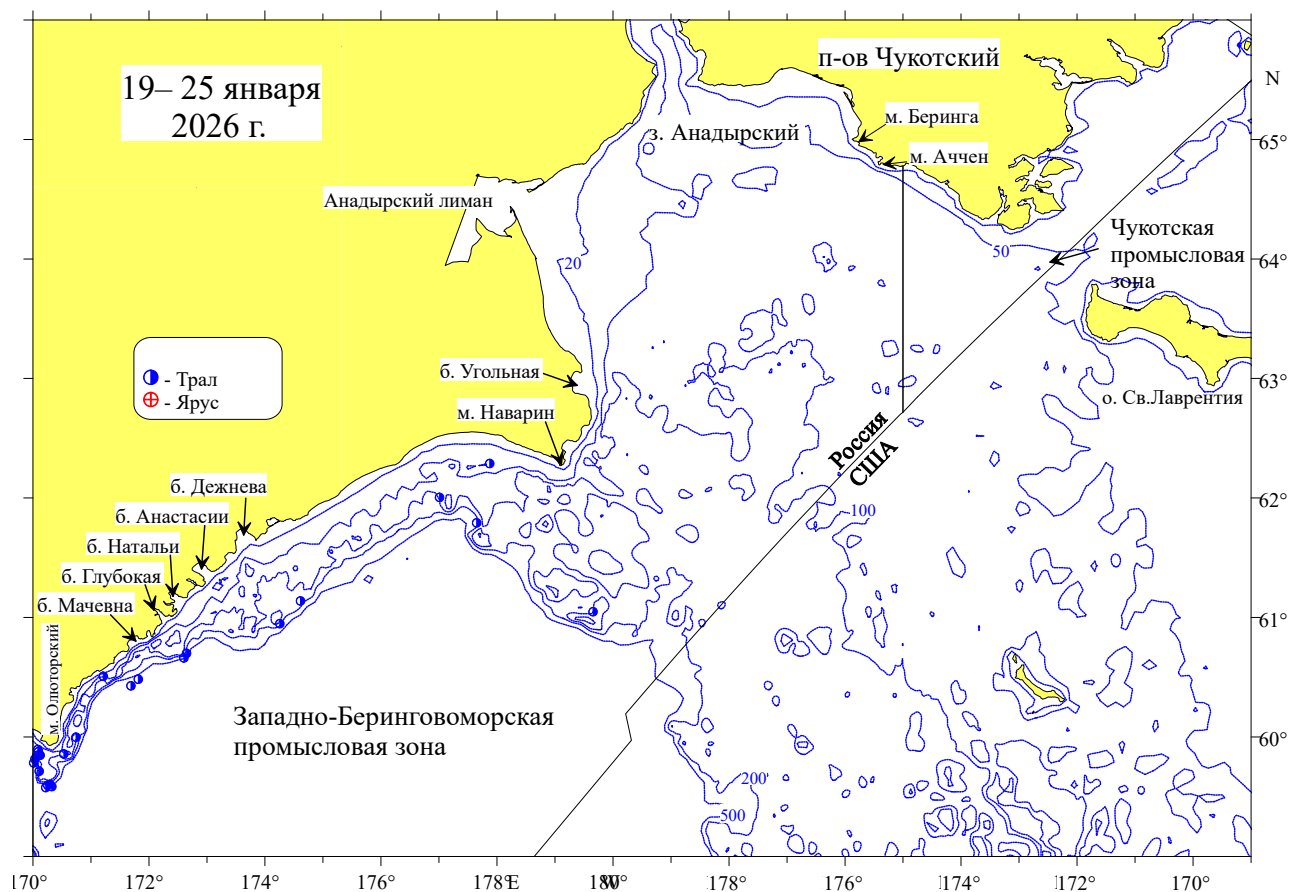 19– 25 января
2026 г.
п-ов Чукотский
N
м. Беринга
з. Анадырский
65°
м. Аччен
Анадырский лиман
Чукотская
промысловая
зона
50
20
64°
б. Угольная
63°
- Трал
- Ярус
о. Св.Лаврентия
м. Наварин
Россия
США
б. Дежнева
62°
б. Анастасии
100
б. Натальи
б. Глубокая
б. Мачевна
61°
м. Олюторский
Западно-Беринговоморская
промысловая зона
60°
200
500
170° 172° 174° 176° 178° E 180° W 178° 176° 174° 172° 170°